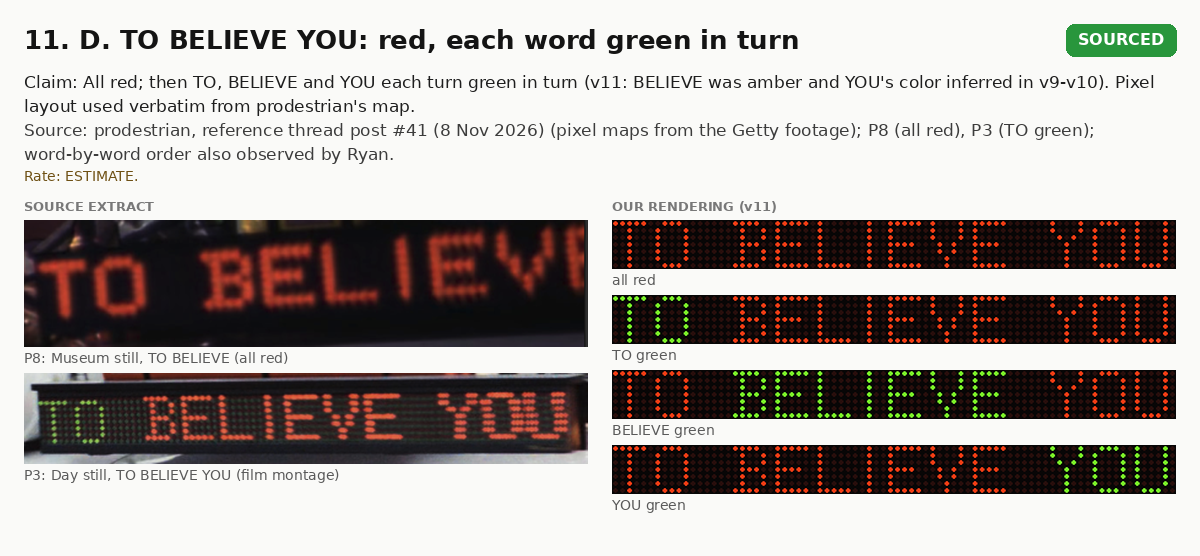 11. D. TO BELIEVE YOU: red, each word green in turn
SOURCED
Claim: All red; then TO, BELIEVE and YOU each turn green in turn (v11: BELIEVE was amber and YOU's color inferred in v9-v10). Pixel
layout used verbatim from prodestrian's map.
Source: prodestrian, reference thread post #41 (8 Nov 2026) (pixel maps from the Getty footage); P8 (all red), P3 (TO green);
word-by-word order also observed by Ryan.
Rate: ESTIMATE.
SOURCE EXTRACT
TO BELIEVE
P8: Museum still, TO BELIEVE (all red)
TO BELIEVE YOU
P3: Day still, TO BELIEVE YOU (film montage)
OUR RENDERING (v11)
TO BELIEVE YOU
all red
TO BELIEVE YOU
TO green
TO BELIEVE YOU
BELIEVE green
TO BELIEVE YOU
YOU green